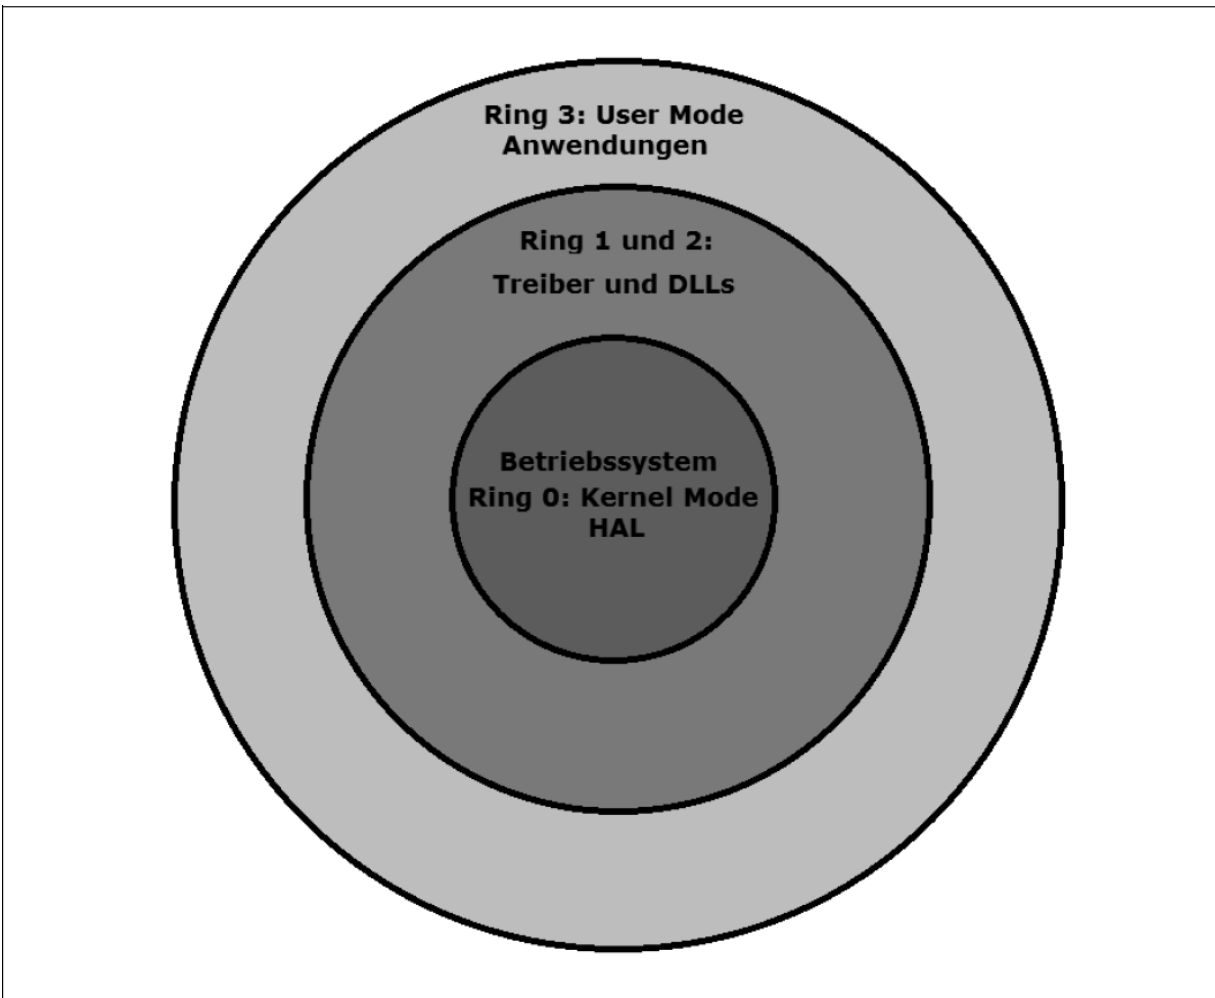 Ring 3: User Mode
Anwendungen
Ring 1 und 2:
Treiber und DLLs
Betriebssystem
Ring 0: Kernel Mode
HAL